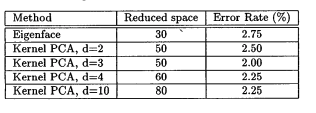 Method Reduced space Error Rate (%)
Eigenface 30 2.75
Kernel PCA, d=2 50 2.50
Kernel PCA, d=3 50 2.00
Kernel PCA, d=4 60 2.25
Kernel PCA, d=10 80 2.25